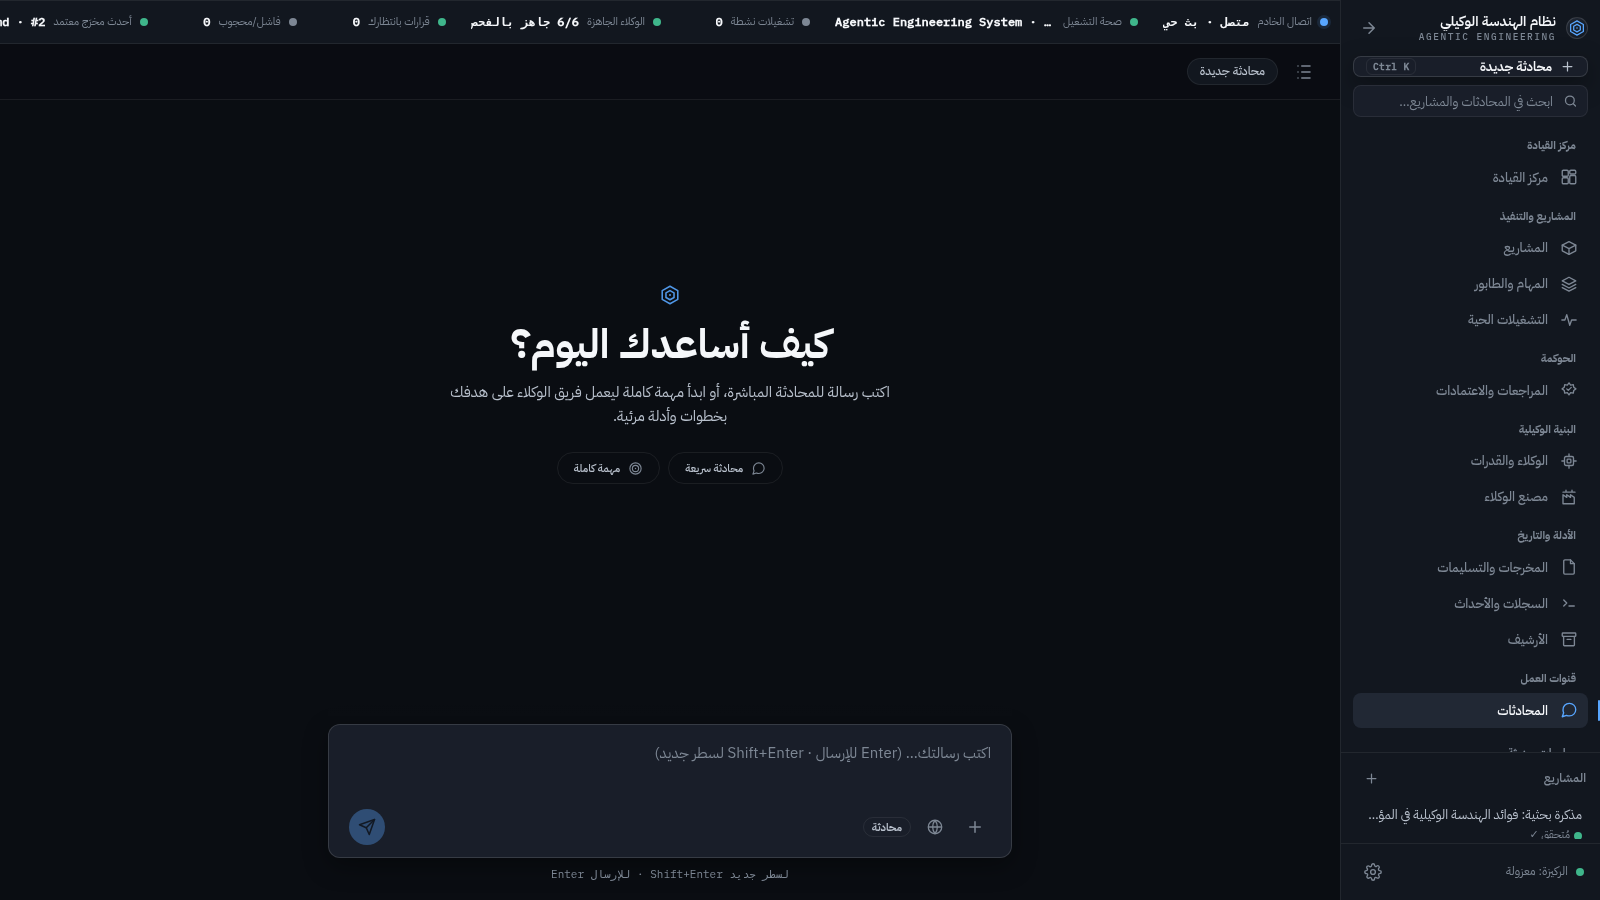 نظام الهندسة الوكيلي
AGENTIC ENGINEERING
محادثة جديدة Ctrl K
ابحث في المحادثات والمشاريع...
مركز القيادة
مركز القيادة
المشاريع والتنفيذ
المشاريع
المهام والطابور
التشغيلات الحية
الحوكمة
المراجعات والاعتمادات
البنية الوكيلية
الوكلاء والقدرات
مصنع الوكلاء
الأدلة والتاريخ
المخرجات والتسليمات
السجلات والأحداث
الأرشيف
قنوات العمل
المحادثات
المشاريع
مذكرة بحثية: فوائد الهندسة الوكيلية في المؤ...
مُتحقق ✓
الركيزة: معزولة
اتصال الخادم متصل · بث حي
صحة التشغيل Agentic Engineering System · …
تشغيلات نشطة 0
الوكلاء الجاهزة 6/6 جاهز بالفحص
قرارات بانتظارك 0
فاشل/محجوب 0
أحدث مخرج معتمد #2 ·
محادثة جديدة
كيف أساعدك اليوم؟
اكتب رسالة للمحادثة المباشرة، أو ابدأ مهمة كاملة ليعمل فريق الوكلاء على هدفك
بخطوات وأدلة مرئية.
محادثة سريعة
مهمة كاملة
اكتب رسالتك... (Enter للإرسال · Shift+Enter لسطر جديد)
محادثة
Enter للإرسال · Shift+Enter لسطر جديد